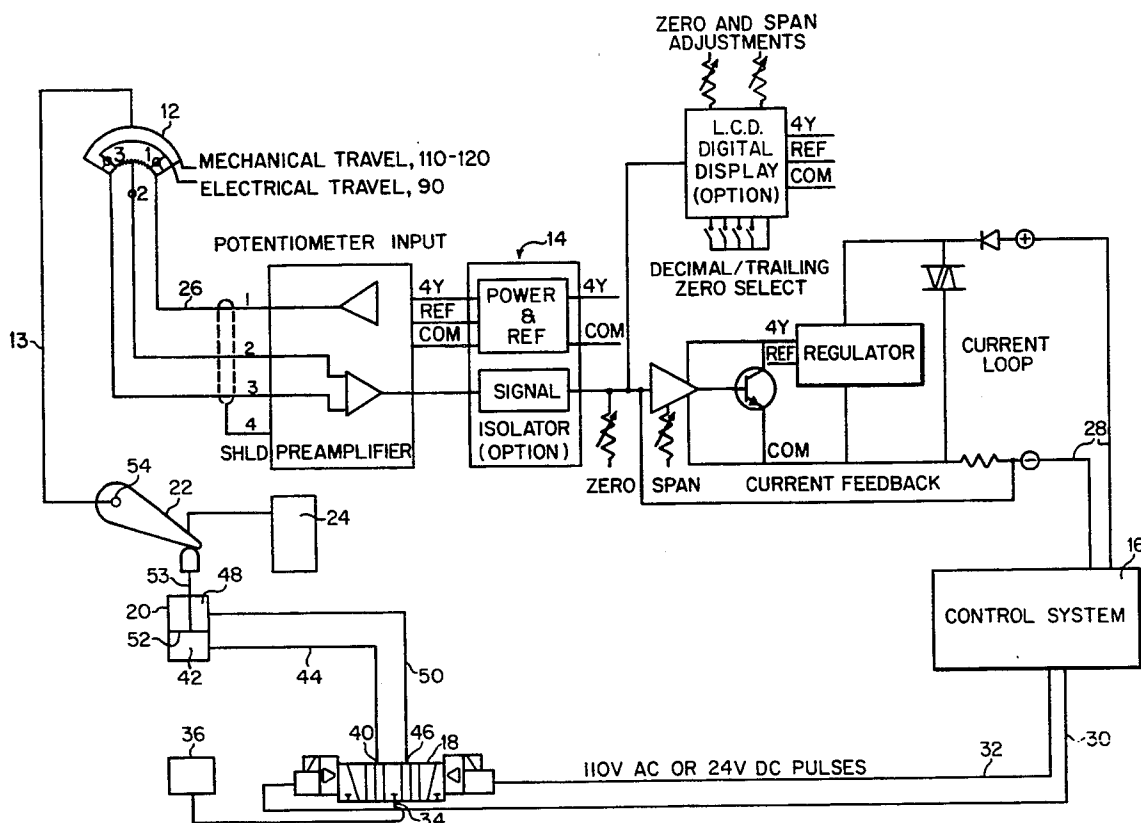 ZERO AND SPAN
ADJUSTMENTS
12
3
1
2
MECHANICAL TRAVEL, 110-120
ELECTRICAL TRAVEL, 90
L.C.D.
DIGITAL
DISPLAY
(OPTION)
4Y
REF
COM
DECIMAL/TRAILING
ZERO SELECT
POTENTIOMETER INPUT
14
13
26
1
2
3
4
SHLD
PREAMPLIFIER
4Y
REF
COM
POWER
&
REF
4Y
COM
SIGNAL
ISOLATOR
(OPTION)
ZERO
SPAN
4Y
REF
REGULATOR
COM
CURRENT FEEDBACK
CURRENT
LOOP
+
−
28
54
22
24
53
48
20
52
42
44
50
16
CONTROL SYSTEM
36
40
46
18
34
110V AC OR 24V DC PULSES
32
30